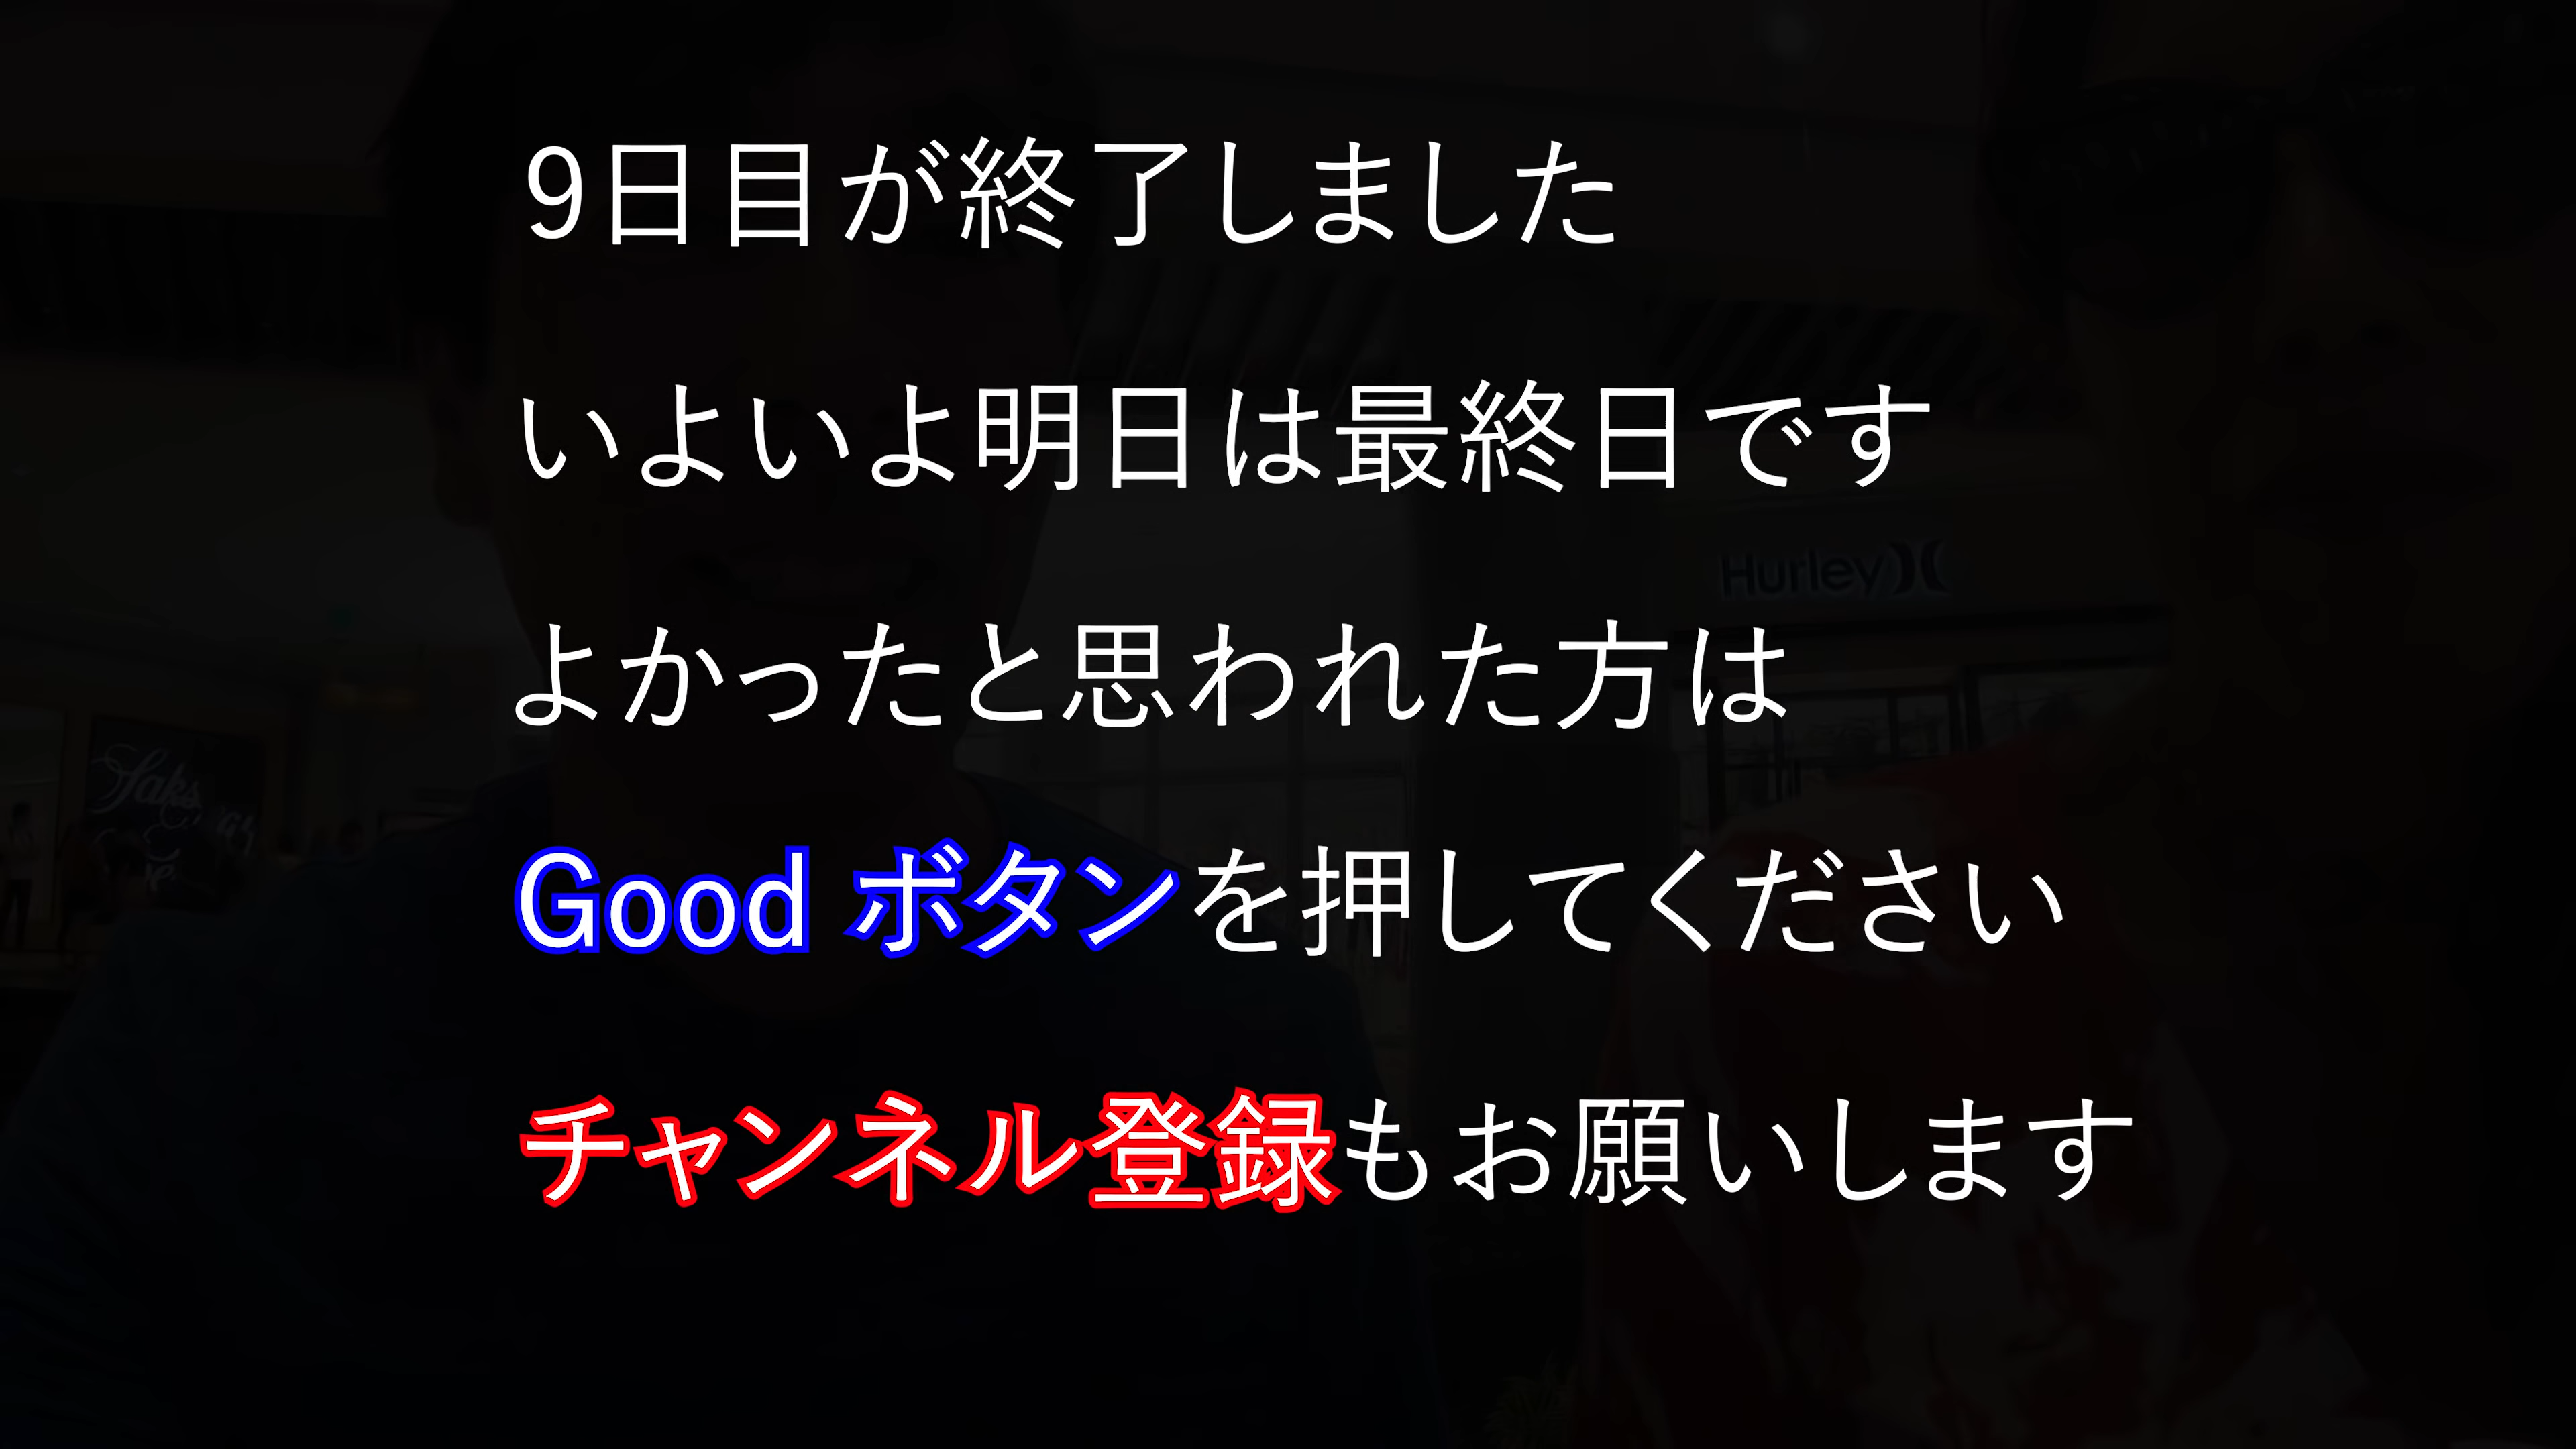 9日目が終了しました
いよいよ明日は最終日です
Hurley
よかったと思われた方は
Saks
Good ボタンを押してください
チャンネル登録もお願いします